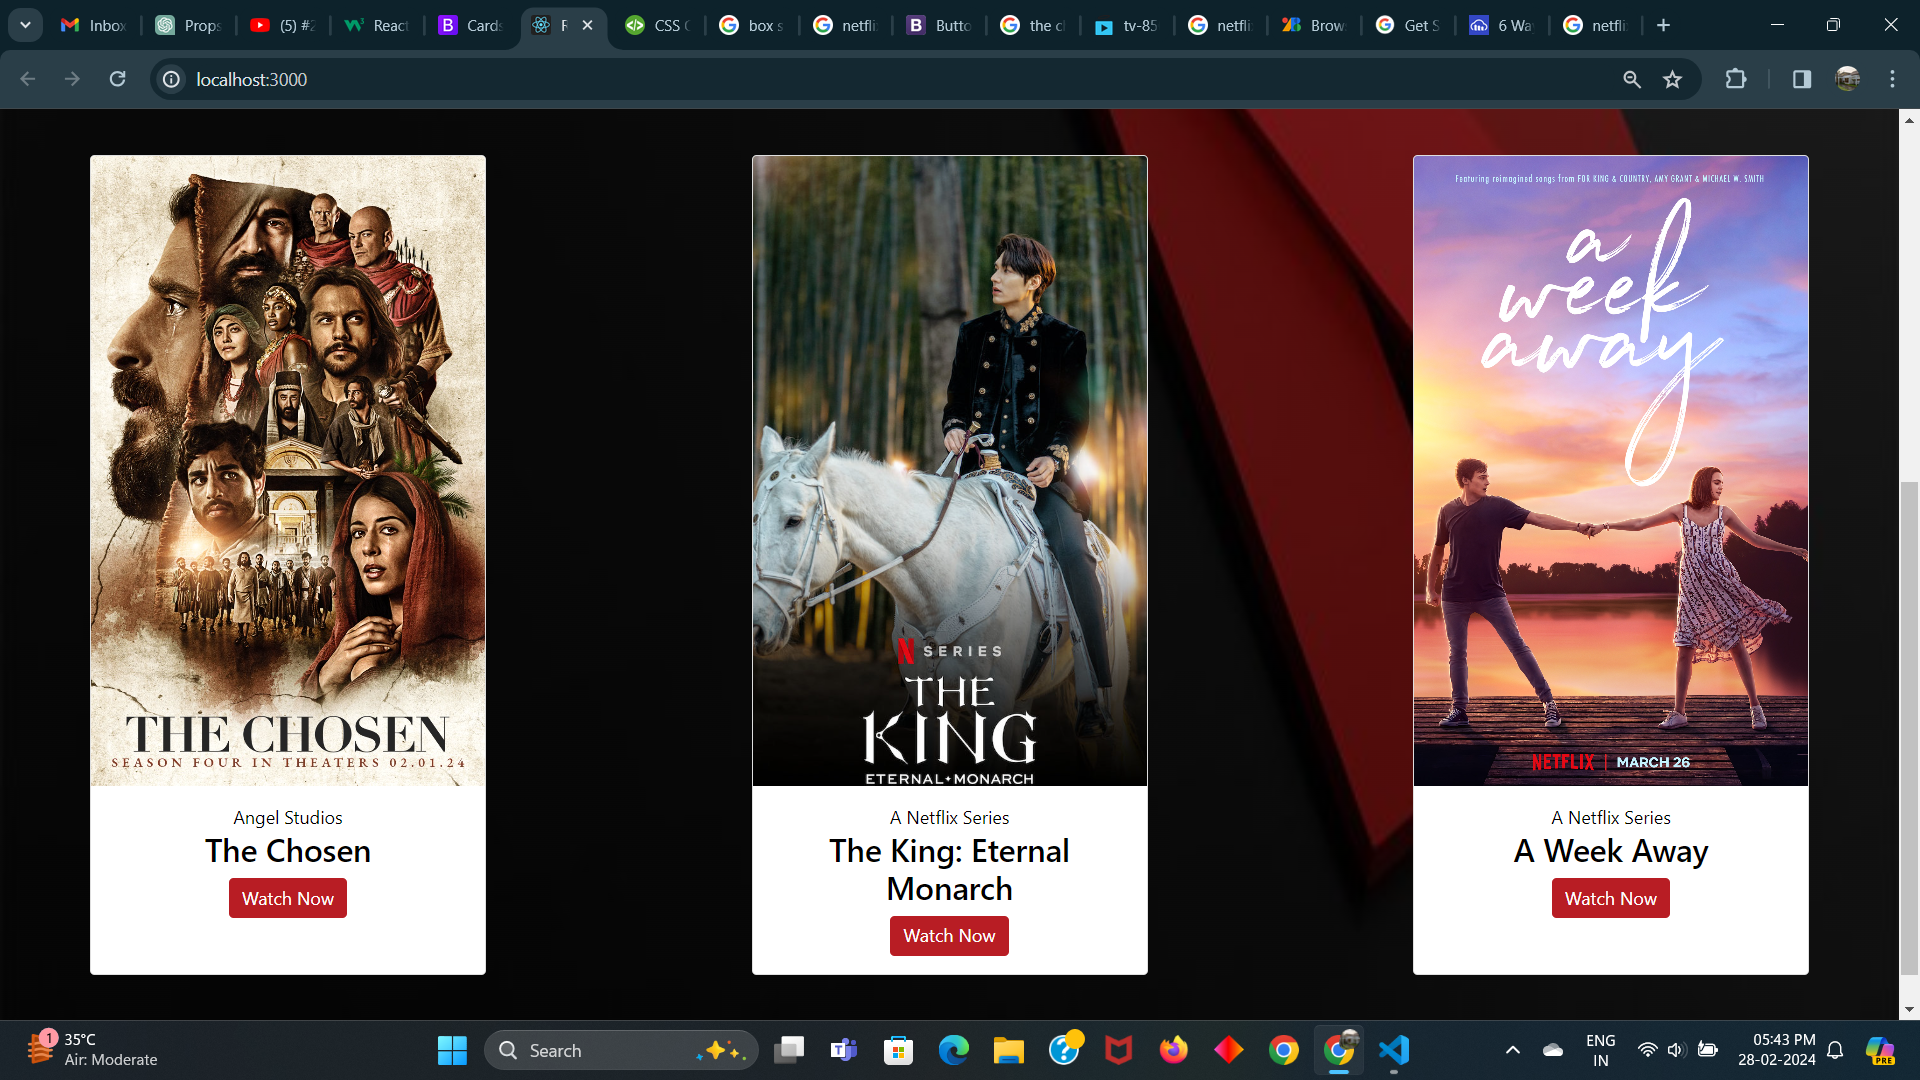 Inbox
Props
(5) #2
React
Cards
CSS
box s
netfli
Butto
the ch
tv-85
netfli
Brow
Get S
6 Wa
netfli
localhost:3000
THE CHOSEN
SEASON FOUR IN THEATERS 02.01.24
Angel Studios
The Chosen
Watch Now
N SERIES
THE
KING
ETERNAL MONARCH
A Netflix Series
The King: Eternal
Monarch
Watch Now
Featuring reimagined songs from FOR KING & COUNTRY, AMY GRANT & MICHAEL W. SMITH
a
week
away
NETFLIX | MARCH 26
A Netflix Series
A Week Away
Watch Now
1
35°C
Air: Moderate
Search
ENG
IN
05:43 PM
28-02-2024
PRE